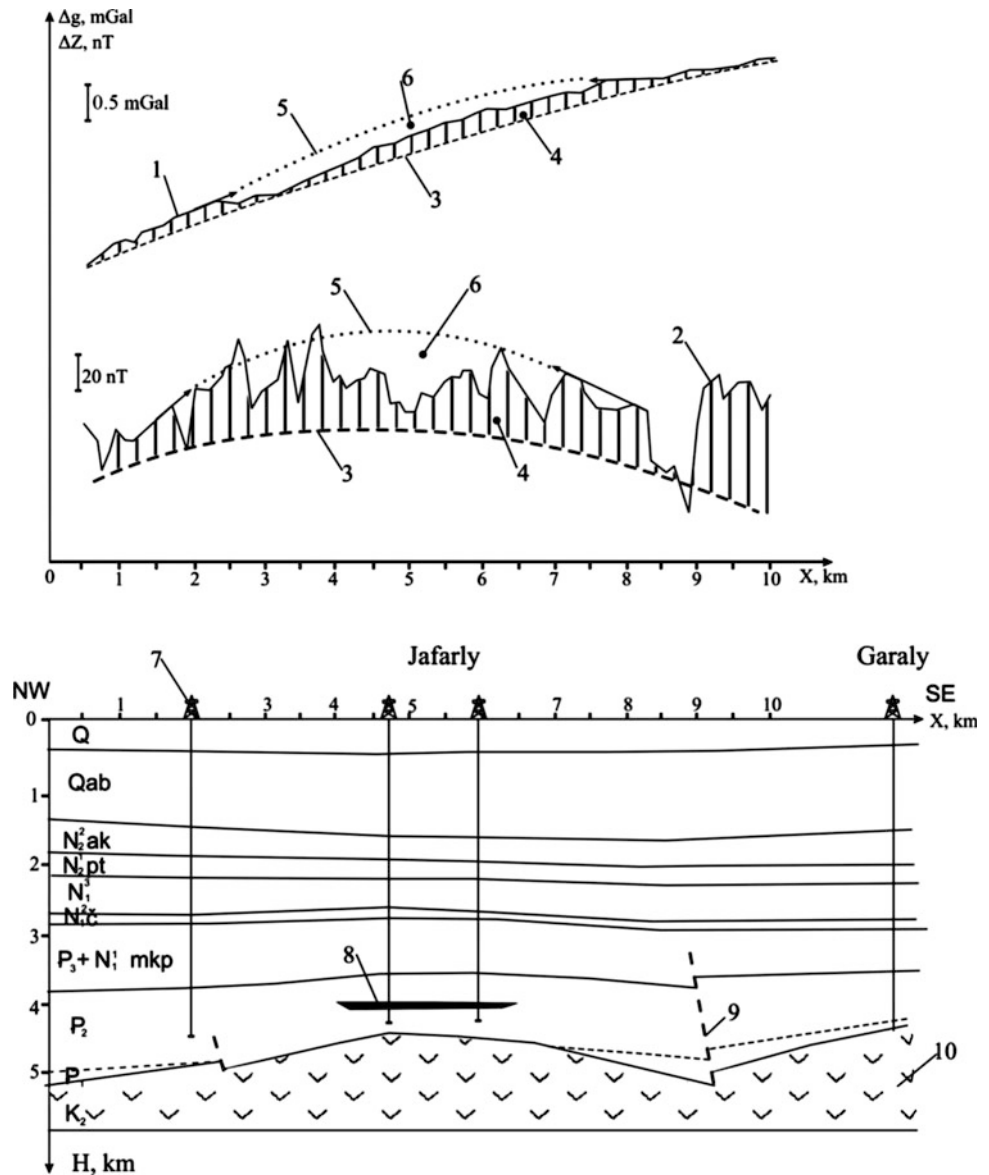 Δg, mGal
ΔZ, nT
0.5 mGal
6
5
1
4
3
5
6
2
20 nT
3
4
0 1 2 3 4 5 6 7 8 9 10
X, km
7
Jafarly
Garaly
NW
SE
0 1 3 4 5 7 8 9 10 X, km
Q
Qab
1
N₂²ak
2
N₂¹pt
N₁³
3
P₃ + N₁¹ mkp
8
4
9
P₂
10
5
P
K₂
H, km